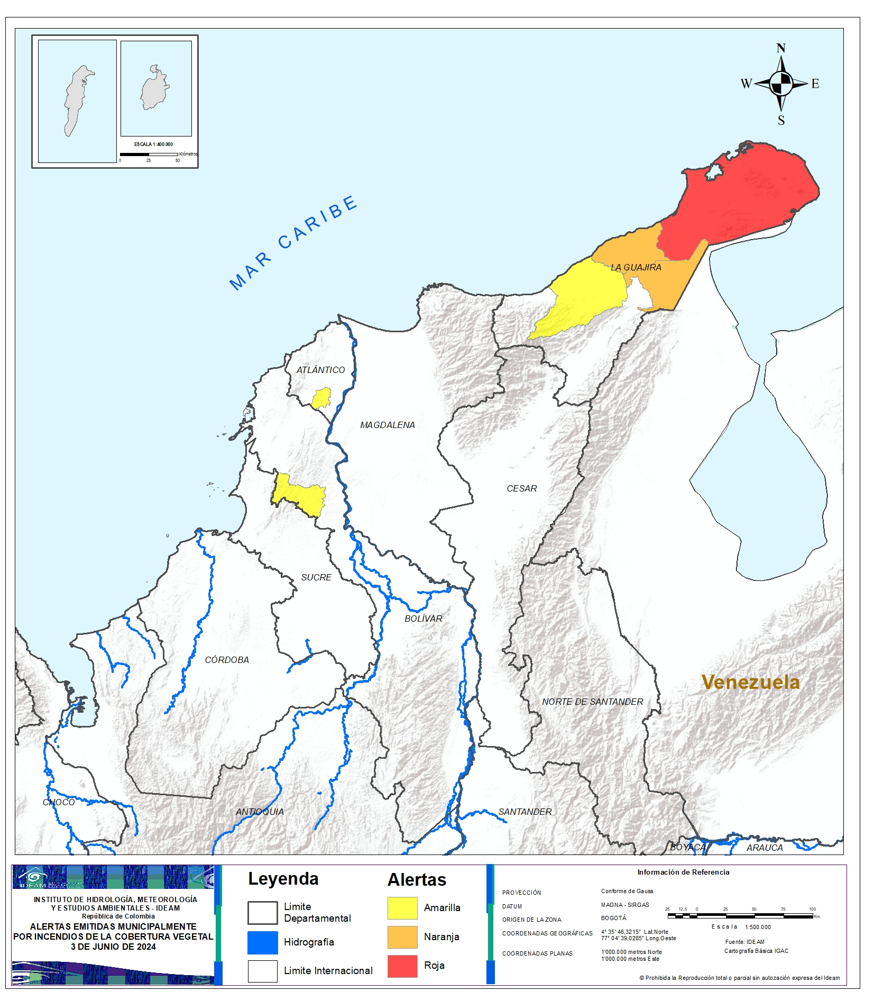 ESCALA 1:400.000
Kilómetros
0 25 50
N
W E
S
MAR CARIBE
LA GUAJIRA
ATLÁNTICO
MAGDALENA
CESAR
SUCRE
BOLÍVAR
CÓRDOBA
Venezuela
NORTE DE SANTANDER
CHOCÓ
ANTIOQUIA
SANTANDER
BOYACÁ
ARAUCA
IDEAM
INSTITUTO DE HIDROLOGÍA, METEOROLOGÍA
Y ESTUDIOS AMBIENTALES - IDEAM
República de Colombia
ALERTAS EMITIDAS MUNICIPALMENTE
POR INCENDIOS DE LA COBERTURA VEGETAL
3 DE JUNIO DE 2024
Leyenda
Limite
Departamental
Hidrografía
Limite Internacional
Alertas
Amarilla
Naranja
Roja
Información de Referencia
PROYECCIÓN Conforme de Gauss
DATUM MAGNA - SIRGAS
ORIGEN DE LA ZONA BOGOTÁ
COORDENADAS GEOGRÁFICAS 4° 35' 46,3215" Lat.Norte
77° 04' 39,0285" Long.Oeste
COORDENADAS PLANAS 1'000.000 metros Norte
1'000.000 metros Este
25 12,5 0 25 50 75 100
Km
Escala 1:500.000
Fuente: IDEAM
Cartografía Básica IGAC
© Prohibida la Reproducción total o parcial sin autozación expresa del Ideam